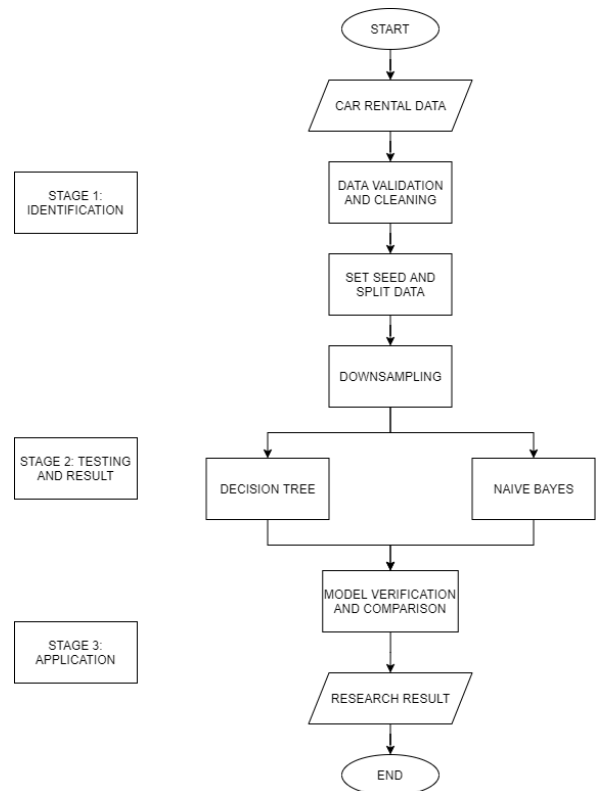 START
CAR RENTAL DATA
STAGE 1:
IDENTIFICATION
DATA VALIDATION
AND CLEANING
SET SEED AND
SPLIT DATA
DOWNSAMPLING
STAGE 2: TESTING
AND RESULT
DECISION TREE
NAIVE BAYES
MODEL VERIFICATION
AND COMPARISON
STAGE 3:
APPLICATION
RESEARCH RESULT
END